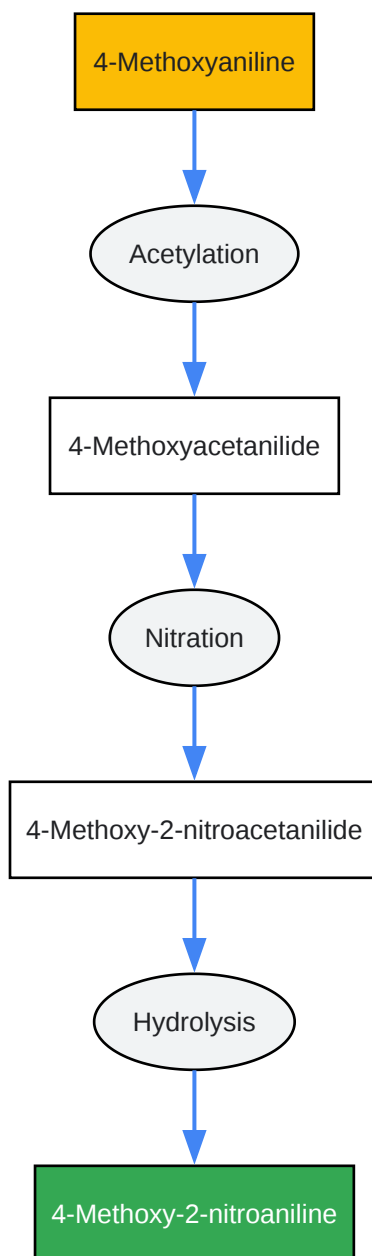 4-Methoxyaniline
Acetylation
4-Methoxyacetanilide
Nitration
4-Methoxy-2-nitroacetanilide
Hydrolysis
4-Methoxy-2-nitroaniline